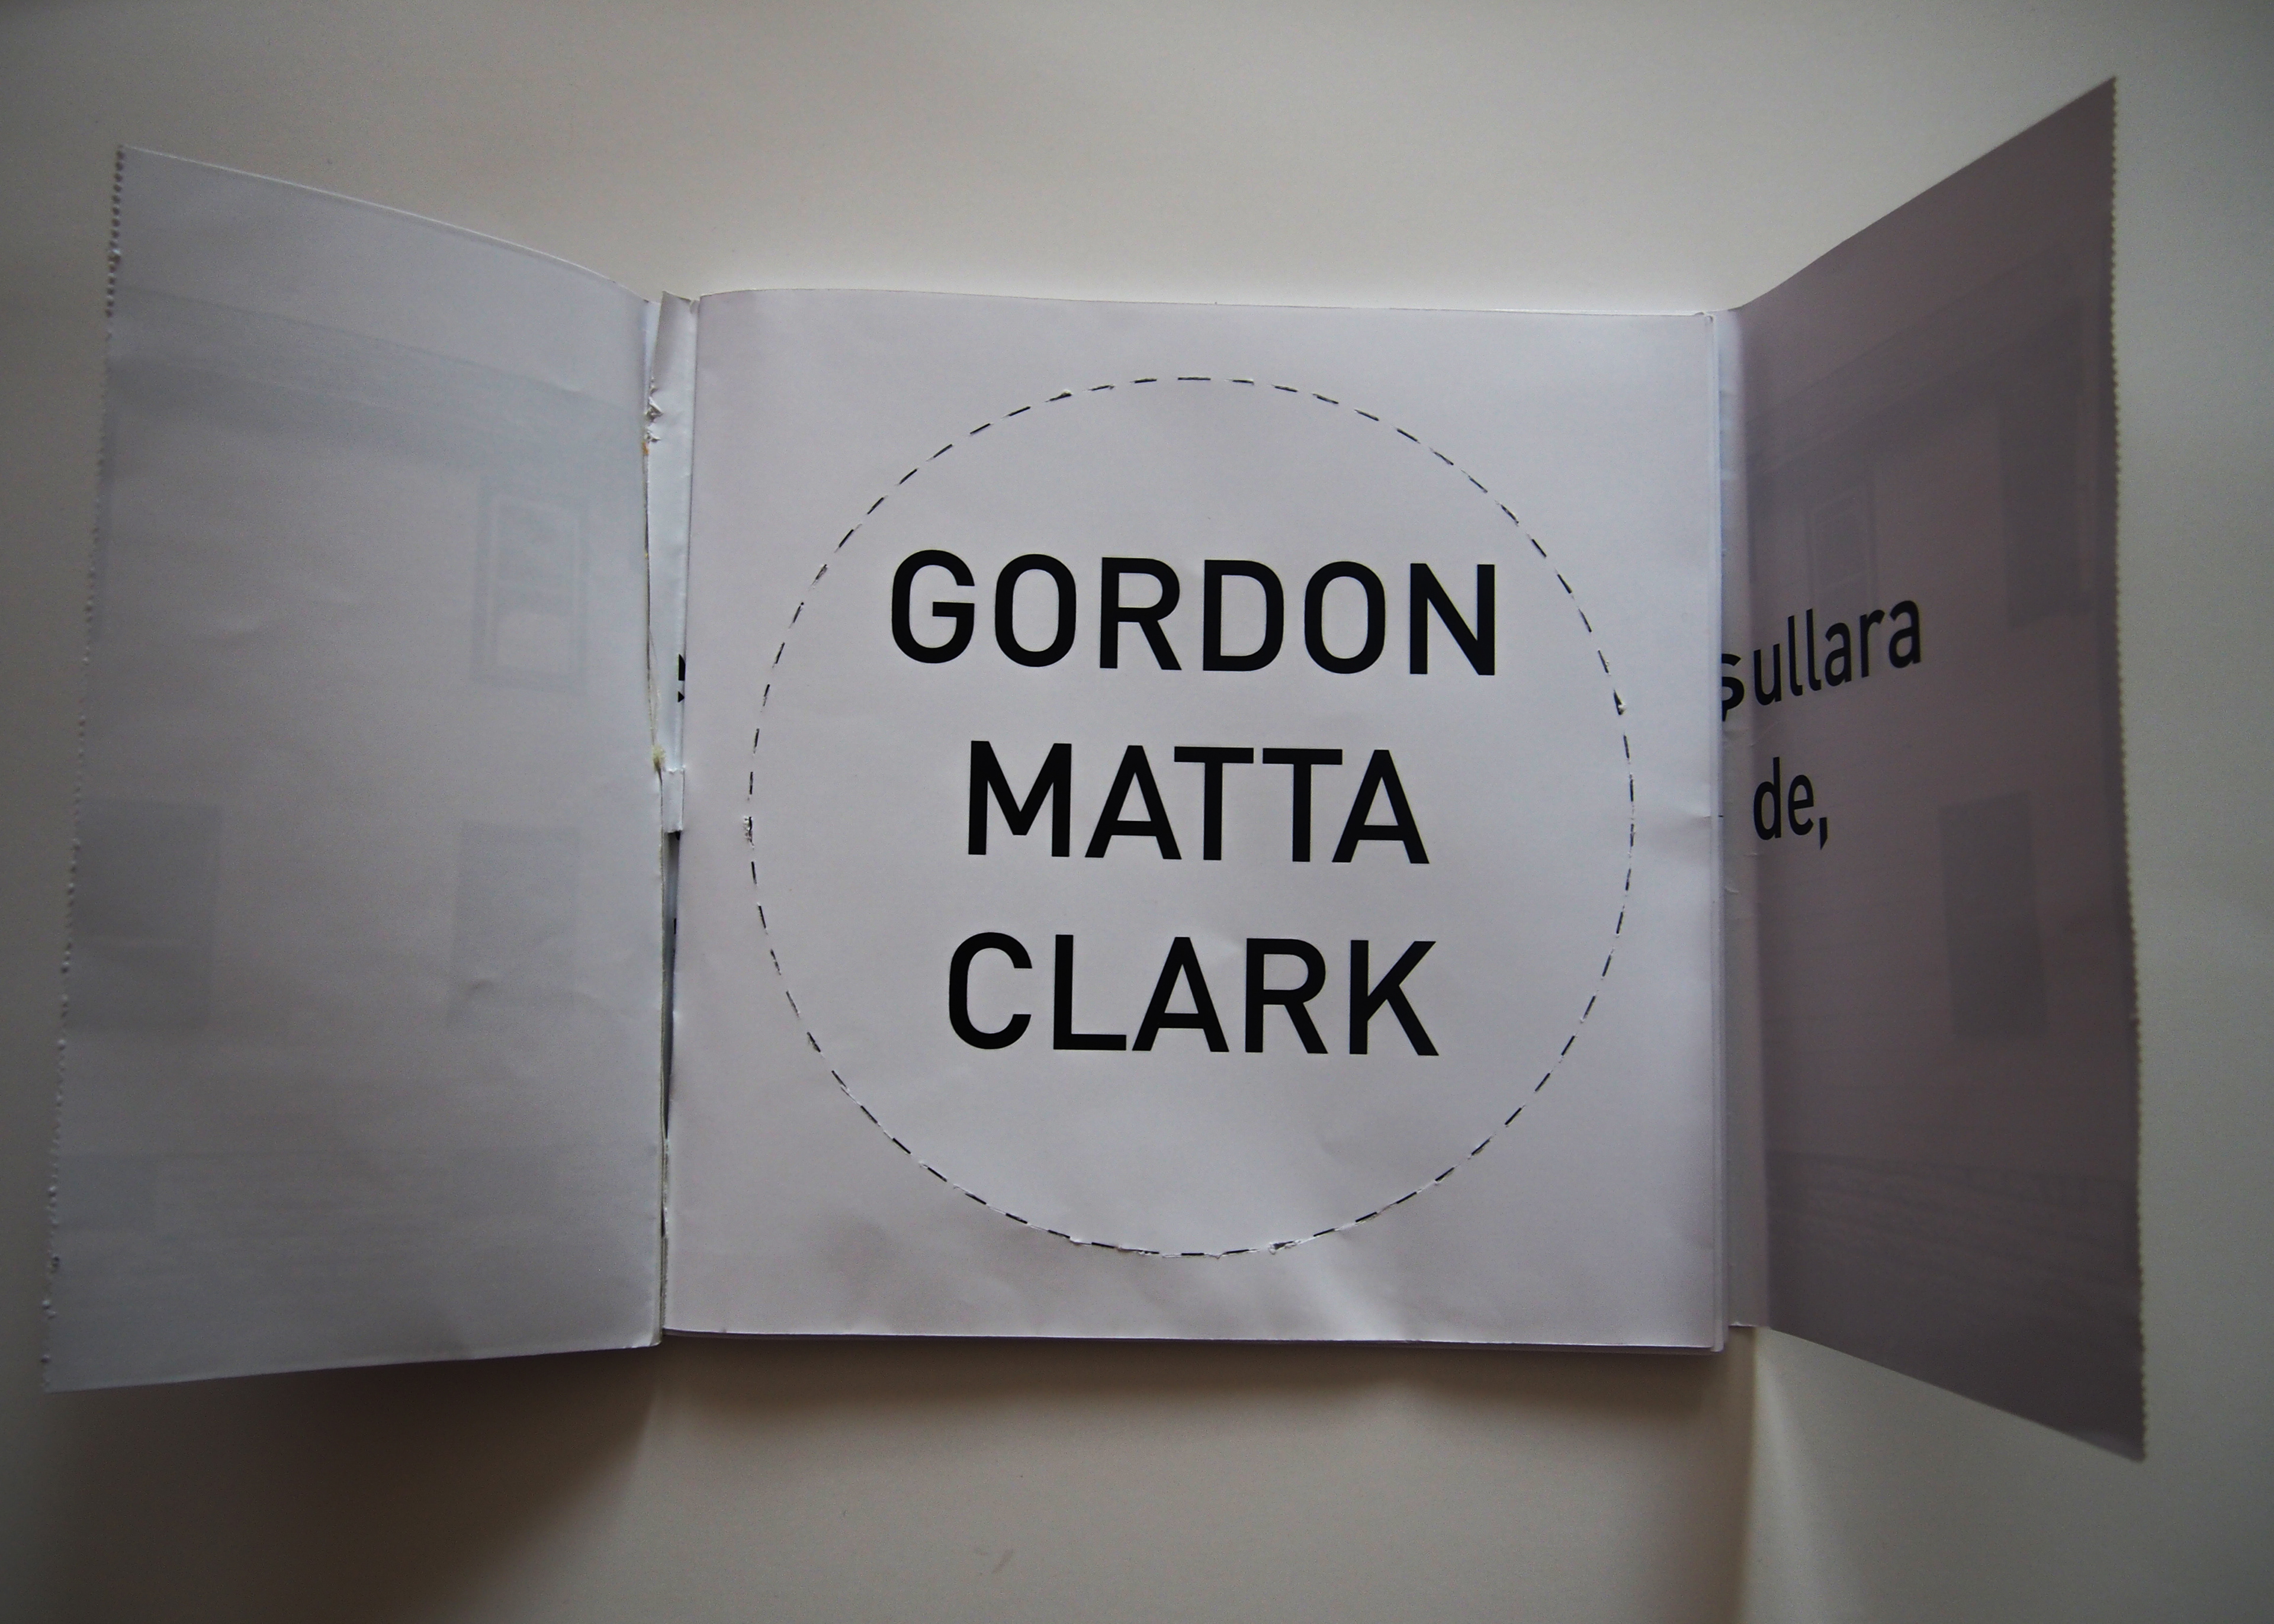 GORDON
MATTA
CLARK
şullara
de,